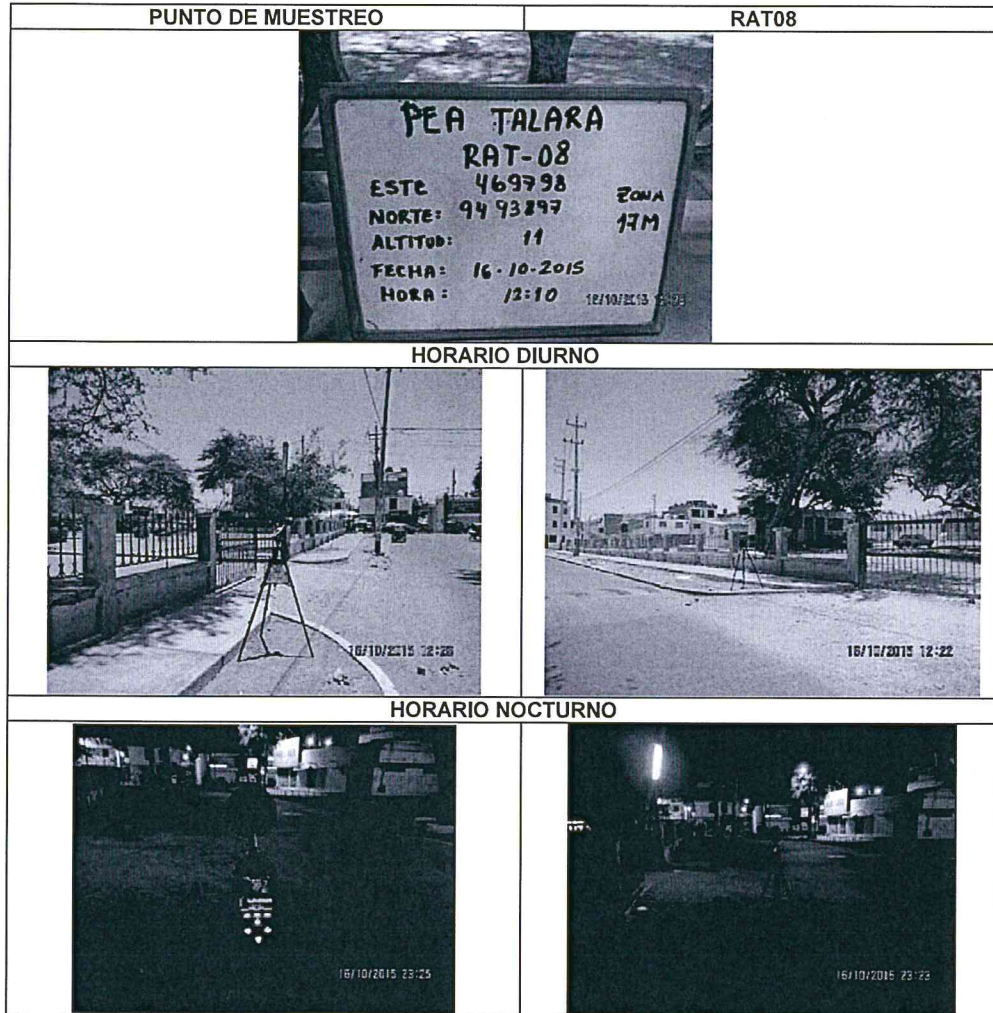 PUNTO DE MUESTREO RAT08
PEA TALARA
RAT-08
ESTE 469798
NORTE: 9493897
ZONA
17M
ALTITUD: 11
FECHA: 16-10-2015
HORA: 12:10
HORARIO DIURNO
16/10/2015 12:22
HORARIO NOCTURNO
16/10/2015 23:25
16/10/2015 23:23